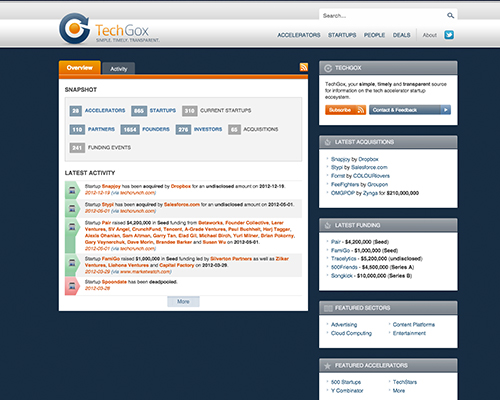 Search...
TechGox
SIMPLE. TIMELY. TRANSPARENT.
ACCELERATORS STARTUPS PEOPLE DEALS About
Overview Activity
SNAPSHOT
28 ACCELERATORS 865 STARTUPS 310 CURRENT STARTUPS
110 PARTNERS 1654 FOUNDERS 276 INVESTORS 65 ACQUISITIONS
241 FUNDING EVENTS
LATEST ACTIVITY
Startup Snapjoy has been acquired by Dropbox for an undisclosed amount on 2012-12-19.
2012-12-19 (via techcrunch.com)
Startup Stypi has been acquired by Salesforce.com for an undisclosed amount on 2012-05-01.
2012-05-01 (via techcrunch.com)
Startup Pair raised $4,200,000 in Seed funding from Betaworks, Founder Collective, Lerer
Ventures, SV Angel, CrunchFund, Tencent, A-Grade Ventures, Paul Buchheit, Harj Taggar,
Alexis Ohanian, Sam Altman, Garry Tan, Elad Gil, Michael Birch, Yuri Milner, Brian Pokorny,
Gary Vaynerchuk, Dave Morin, Brandee Barker and Susan Wu on 2012-05-01.
2012-05-01 (via techcrunch.com)
Startup FamiGo raised $1,000,000 in Seed funding led by Silverton Partners as well as Zilker
Ventures, Liahona Ventures and Capital Factory on 2012-03-29.
2012-03-29 (via www.marketwatch.com)
Startup Spoondate has been deadpooled.
2012-03-28
More
TECHGOX
TechGox, your simple, timely and transparent source
for information on the tech accelerator startup
ecosystem.
Subscribe Contact & Feedback
LATEST ACQUISITIONS
Snapjoy by Dropbox
Stypi by Salesforce.com
Forrst by COLOURlovers
FeeFighters by Groupon
OMGPOP by Zynga for $210,000,000
LATEST FUNDING
Pair - $4,200,000 (Seed)
FamiGo - $1,000,000 (Seed)
Tracelytics - $5,200,000 (undisclosed)
500Friends - $4,500,000 (Series A)
Songkick - $10,000,000 (Series B)
FEATURED SECTORS
Advertising Content Platforms
Cloud Computing Entertainment
FEATURED ACCELERATORS
500 Startups TechStars
Y Combinator More